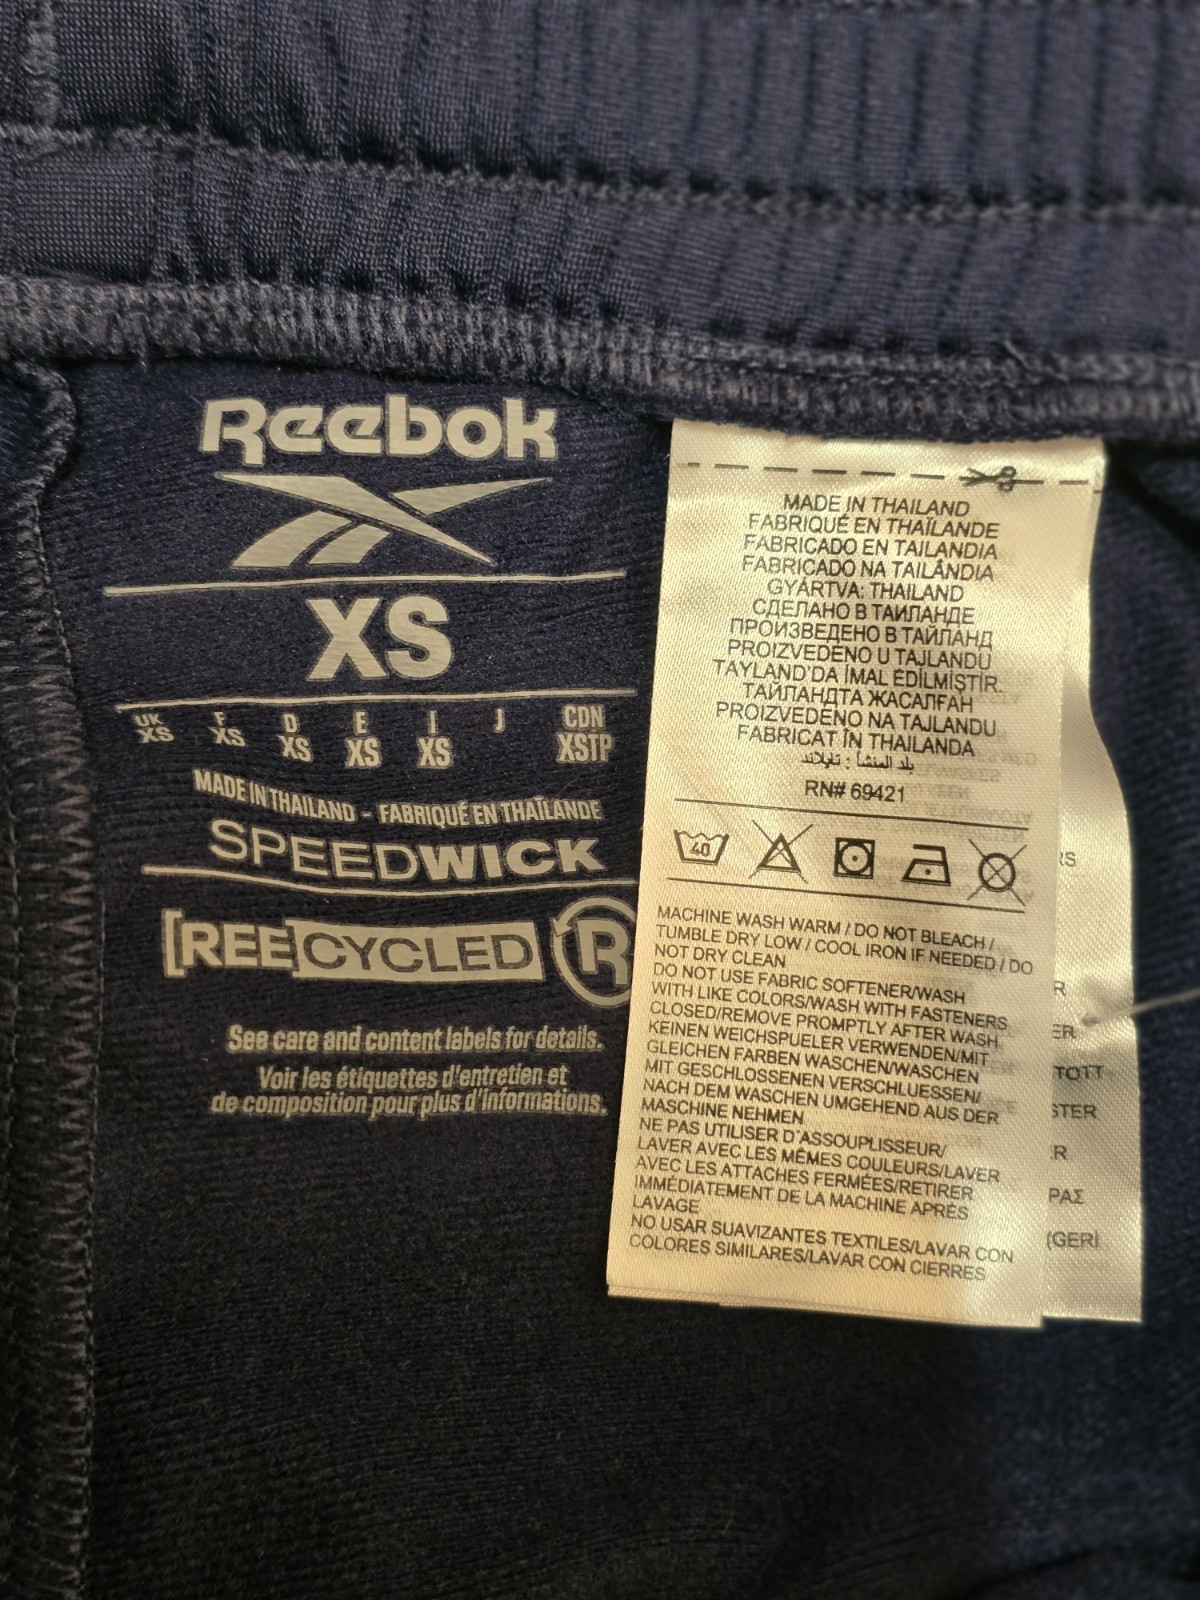 Reebok
XS
UK F D E I J CDN
XS XS XS XS XS XSTP
MADE IN THAILAND - FABRIQUÉ EN THAÏLANDE
SPEEDWICK
[REE]CYCLED R
See care and content labels for details.
Voir les étiquettes d'entretien et
de composition pour plus d'informations.
MADE IN THAILAND
FABRIQUÉ EN THAÏLANDE
FABRICADO EN TAILANDIA
FABRICADO NA TAILÂNDIA
GYÁRTVA: THAILAND
СДЕЛАНО В ТАИЛАНДЕ
ПРОИЗВЕДЕНО В ТАЙЛАНД
PROIZVEDENO U TAJLANDU
TAYLAND'DA İMAL EDİLMİŞTİR.
ТАЙЛАНДТА ЖАСАЛҒАН
PROIZVEDENO NA TAJLANDU
FABRICAT ÎN THAILANDA
بلد المنشأ : تايلاند
RN# 69421
40
MACHINE WASH WARM / DO NOT BLEACH /
TUMBLE DRY LOW / COOL IRON IF NEEDED / DO
NOT DRY CLEAN
DO NOT USE FABRIC SOFTENER/WASH
WITH LIKE COLORS/WASH WITH FASTENERS
CLOSED/REMOVE PROMPTLY AFTER WASH
KEINEN WEICHSPUELER VERWENDEN/MIT
GLEICHEN FARBEN WASCHEN/WASCHEN
MIT GESCHLOSSENEN VERSCHLUESSEN/
NACH DEM WASCHEN UMGEHEND AUS DER
MASCHINE NEHMEN
NE PAS UTILISER D'ASSOUPLISSEUR/
LAVER AVEC LES MÊMES COULEURS/LAVER
AVEC LES ATTACHES FERMÉES/RETIRER
IMMÉDIATEMENT DE LA MACHINE APRÈS
LAVAGE
NO USAR SUAVIZANTES TEXTILES/LAVAR CON
COLORES SIMILARES/LAVAR CON CIERRES